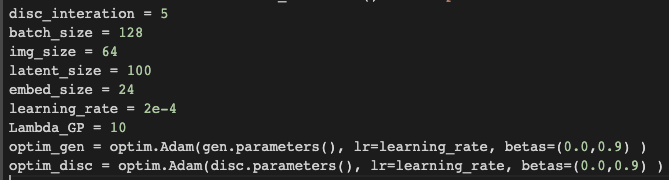 disc_interation = 5
batch_size = 128
img_size = 64
latent_size = 100
embed_size = 24
learning_rate = 2e-4
Lambda_GP = 10
optim_gen = optim.Adam(gen.parameters(), lr=learning_rate, betas=(0.0,0.9) )
optim_disc = optim.Adam(disc.parameters(), lr=learning_rate, betas=(0.0,0.9) )